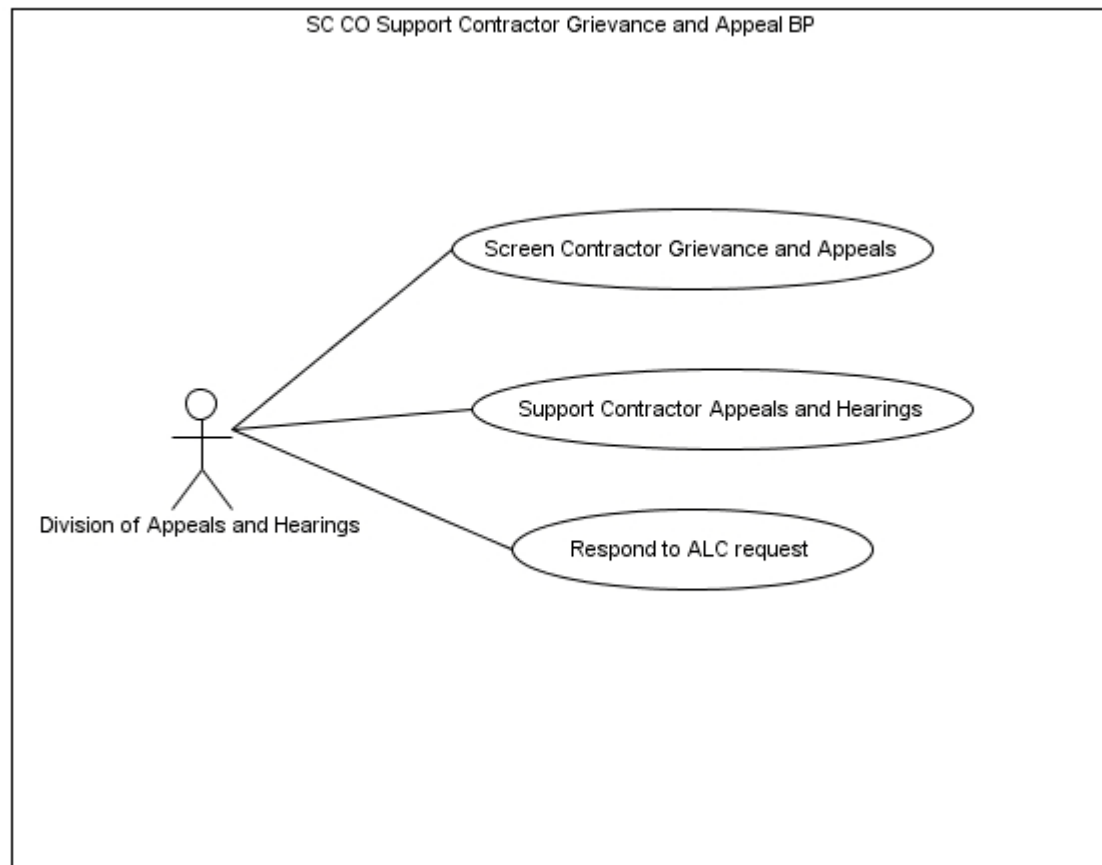 SC CO Support Contractor Grievance and Appeal BP
Screen Contractor Grievance and Appeals
Support Contractor Appeals and Hearings
Division of Appeals and Hearings
Respond to ALC request